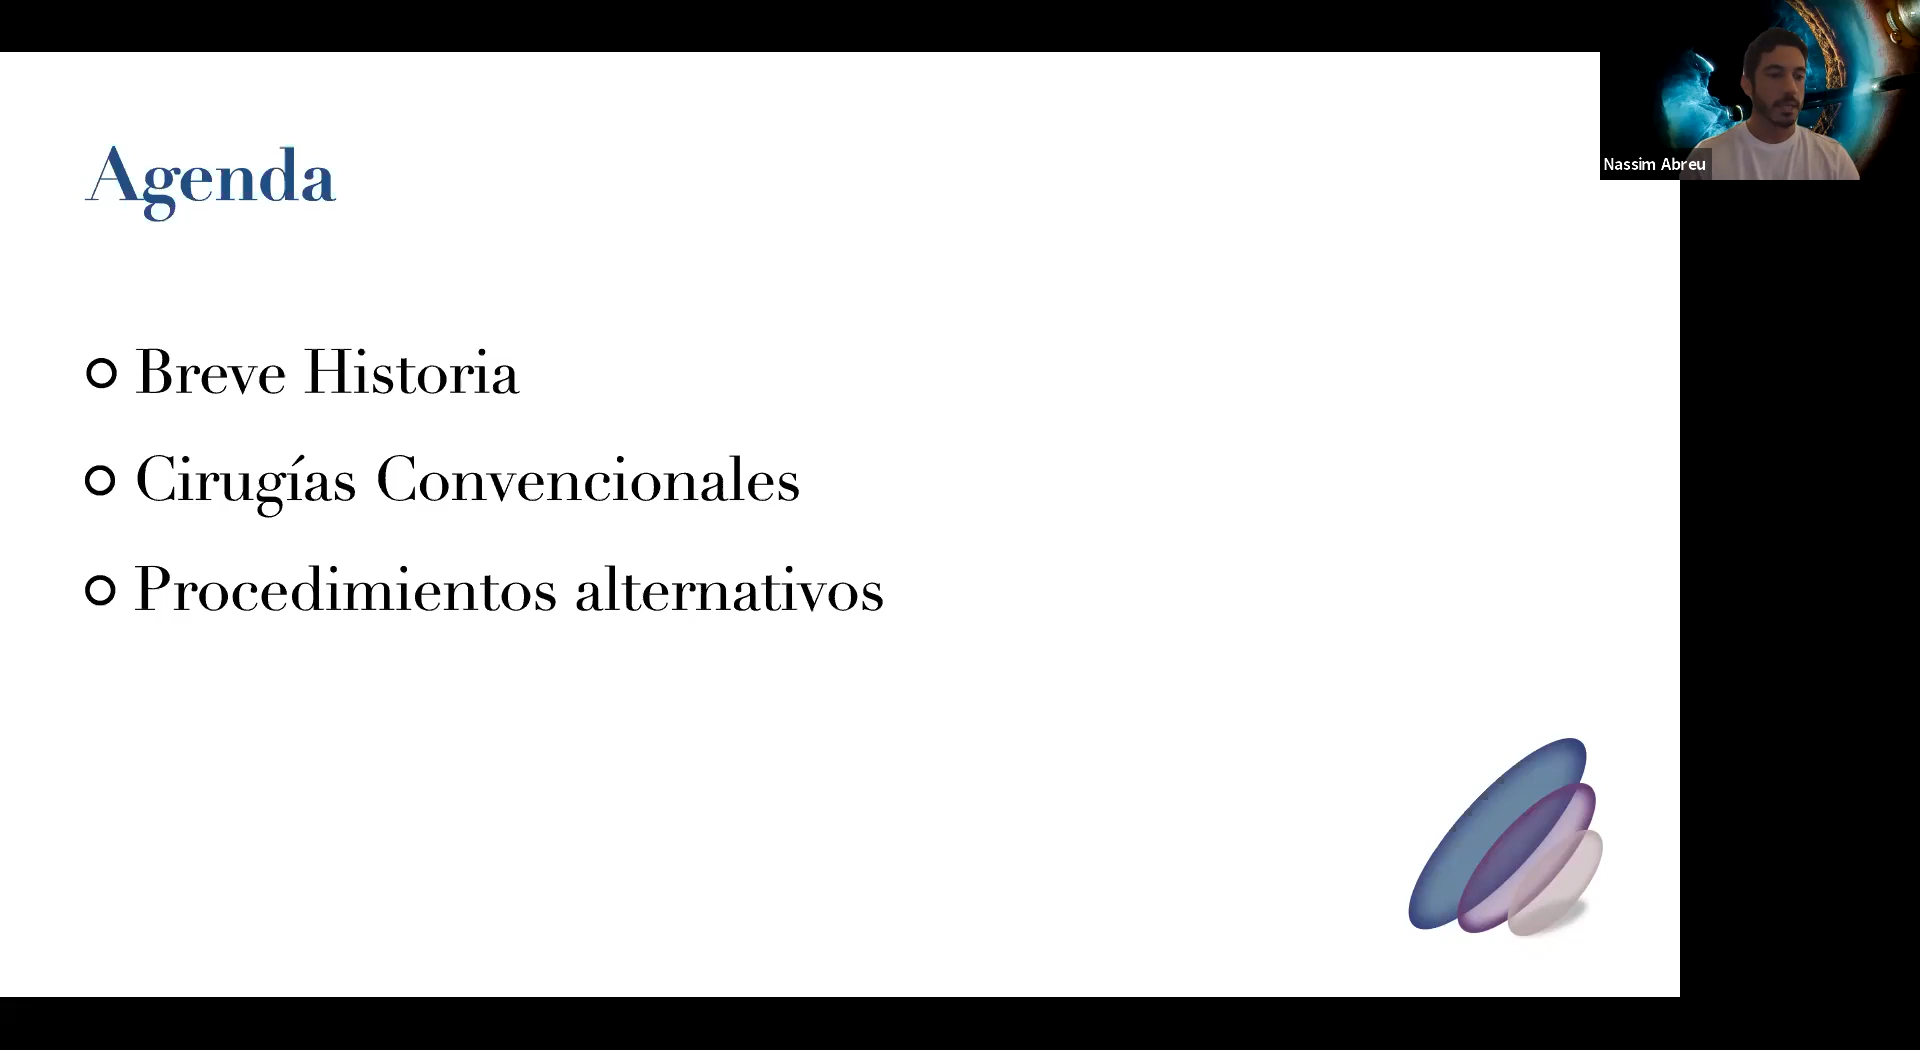 Agenda
Breve Historia
Cirugías Convencionales
Procedimientos alternativos
Nassim Abreu